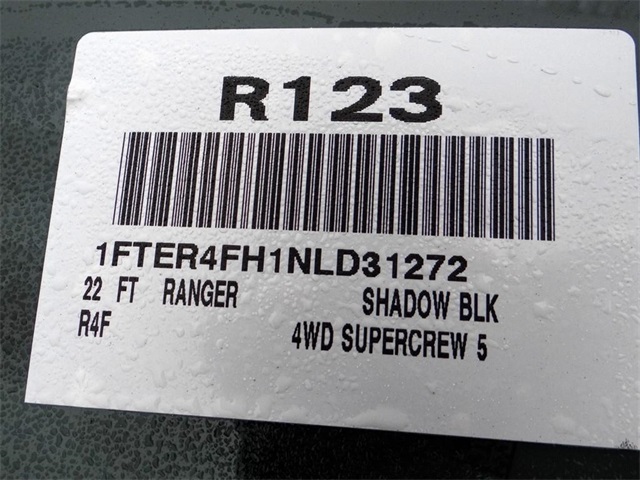 R123
1FTER4FH1NLD31272
22 FT RANGER SHADOW BLK
R4F 4WD SUPERCREW 5